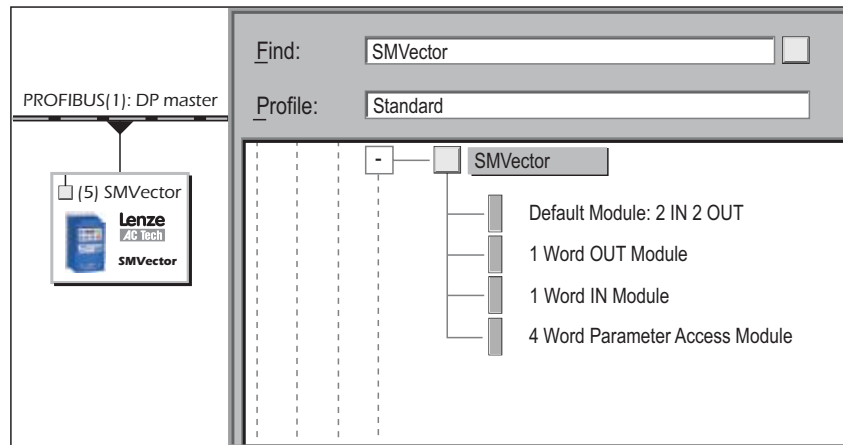 PROFIBUS(1): DP master
(5) SMVector
Lenze
AC Tech
SMVector
Find:
SMVector
Profile:
Standard
-
SMVector
Default Module: 2 IN 2 OUT
1 Word OUT Module
1 Word IN Module
4 Word Parameter Access Module